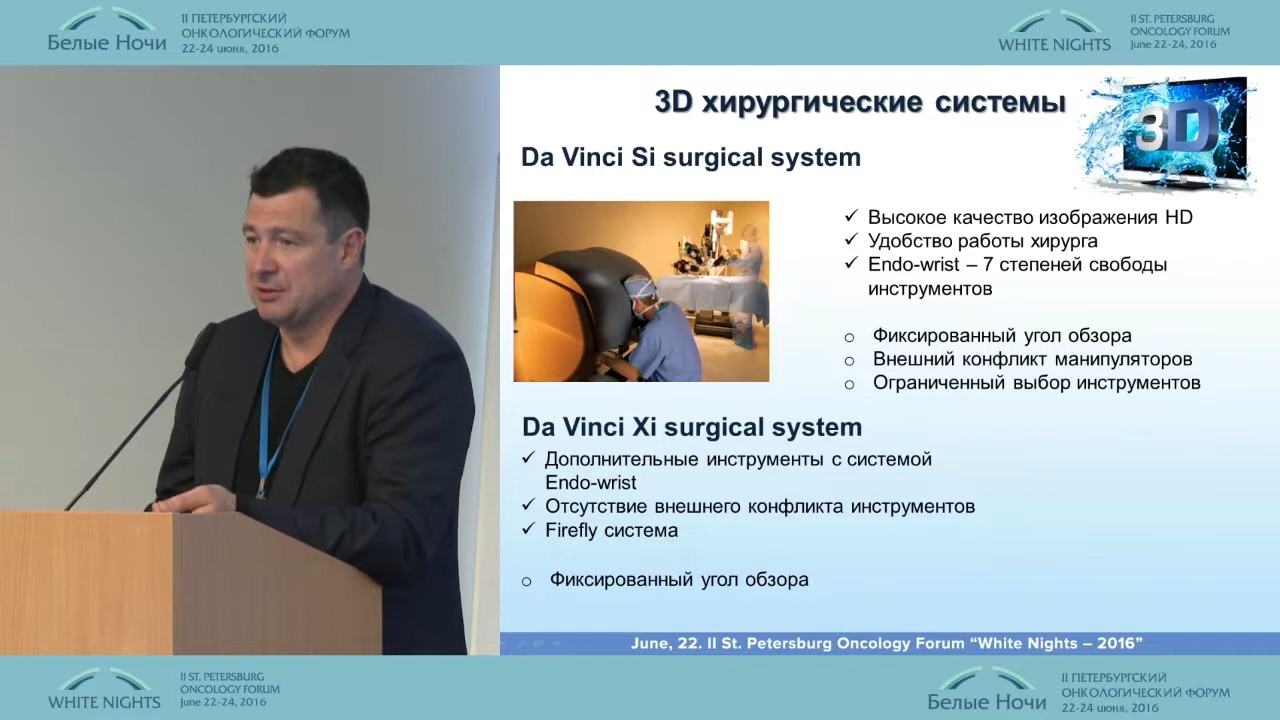 Белые Ночи
II ПЕТЕРБУРГСКИЙ
ОНКОЛОГИЧЕСКИЙ ФОРУМ
22-24 июня, 2016
WHITE NIGHTS
II ST. PETERSBURG
ONCOLOGY FORUM
June 22-24, 2016
3D хирургические системы
3D
Da Vinci Si surgical system
✓ Высокое качество изображения HD
✓ Удобство работы хирурга
✓ Endo-wrist – 7 степеней свободы
инструментов
o Фиксированный угол обзора
o Внешний конфликт манипуляторов
o Ограниченный выбор инструментов
Da Vinci Xi surgical system
✓ Дополнительные инструменты с системой
Endo-wrist
✓ Отсутствие внешнего конфликта инструментов
✓ Firefly система
o Фиксированный угол обзора
June, 22. II St. Petersburg Oncology Forum “White Nights – 2016”
WHITE NIGHTS
II ST. PETERSBURG
ONCOLOGY FORUM
June 22-24, 2016
Белые Ночи
II ПЕТЕРБУРГСКИЙ
ОНКОЛОГИЧЕСКИЙ ФОРУМ
22-24 июня, 2016